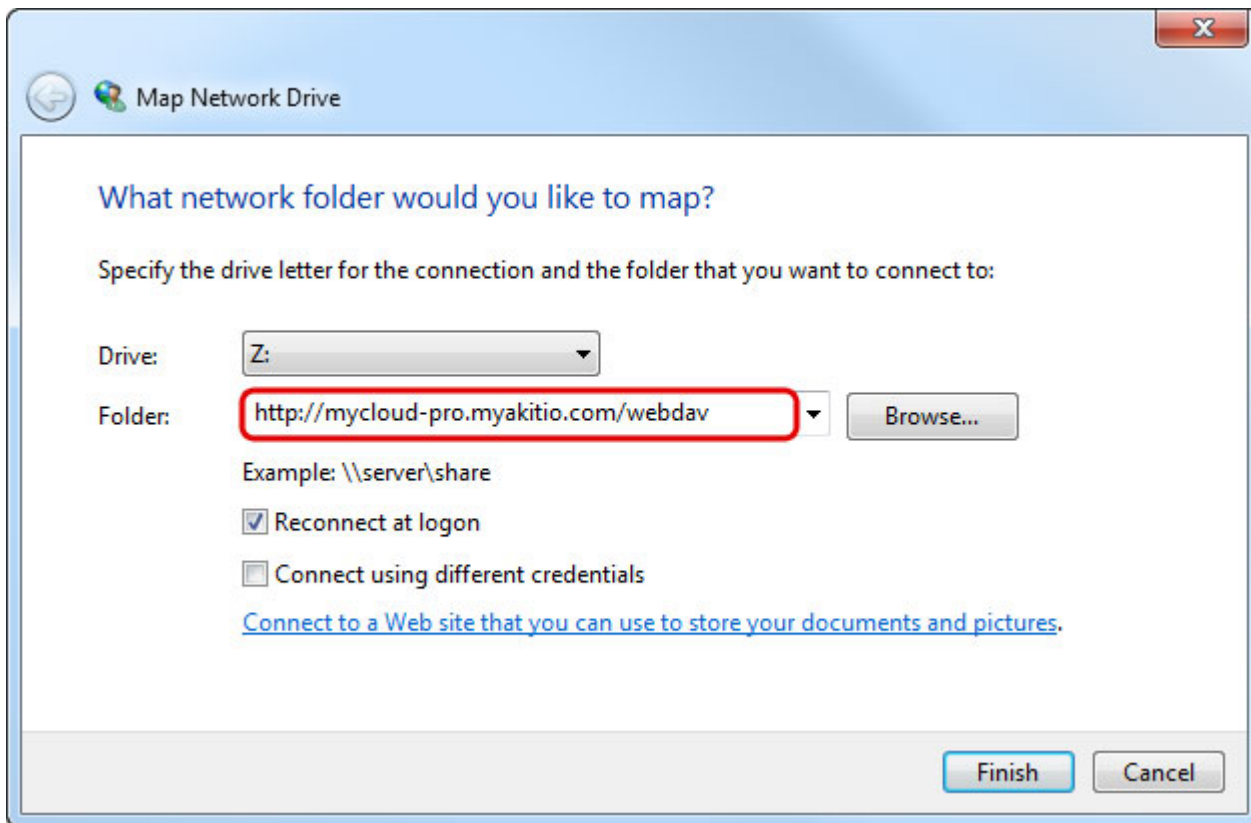 Map Network Drive
What network folder would you like to map?
Specify the drive letter for the connection and the folder that you want to connect to:
Drive: Z:
Folder: http://mycloud-pro.myakitio.com/webdav Browse...
Example: \\server\share
Reconnect at logon
Connect using different credentials
Connect to a Web site that you can use to store your documents and pictures.
Finish Cancel